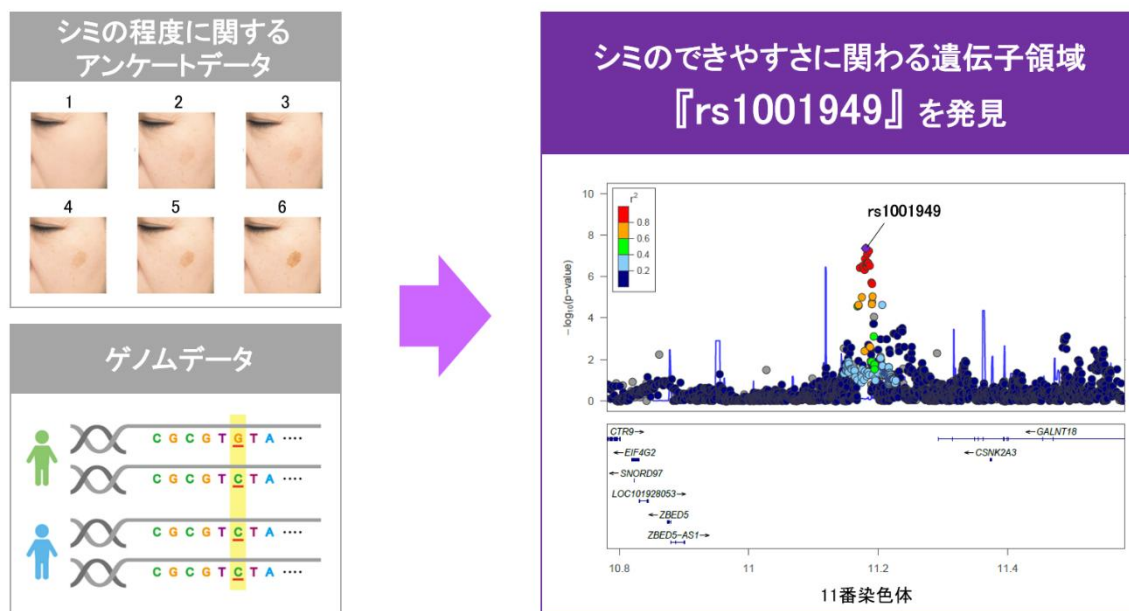 シミの程度に関する
アンケートデータ
1 2 3
4 5 6
ゲノムデータ
C G C G T G T A ‥‥
C G C G T C T A ‥‥
C G C G T C T A ‥‥
C G C G T C T A ‥‥
シミのできやすさに関わる遺伝子領域
『rs1001949』を発見
r²
0.8
0.6
0.4
0.2
rs1001949
10
8
6
4
2
0
−log₁₀(p-value)
CTR9→
←EIF4G2
←SNORD97
LOC101928053→
←ZBED5
ZBED5-AS1→
←GALNT18
←CSNK2A3
10.8 11 11.2 11.4
11番染色体